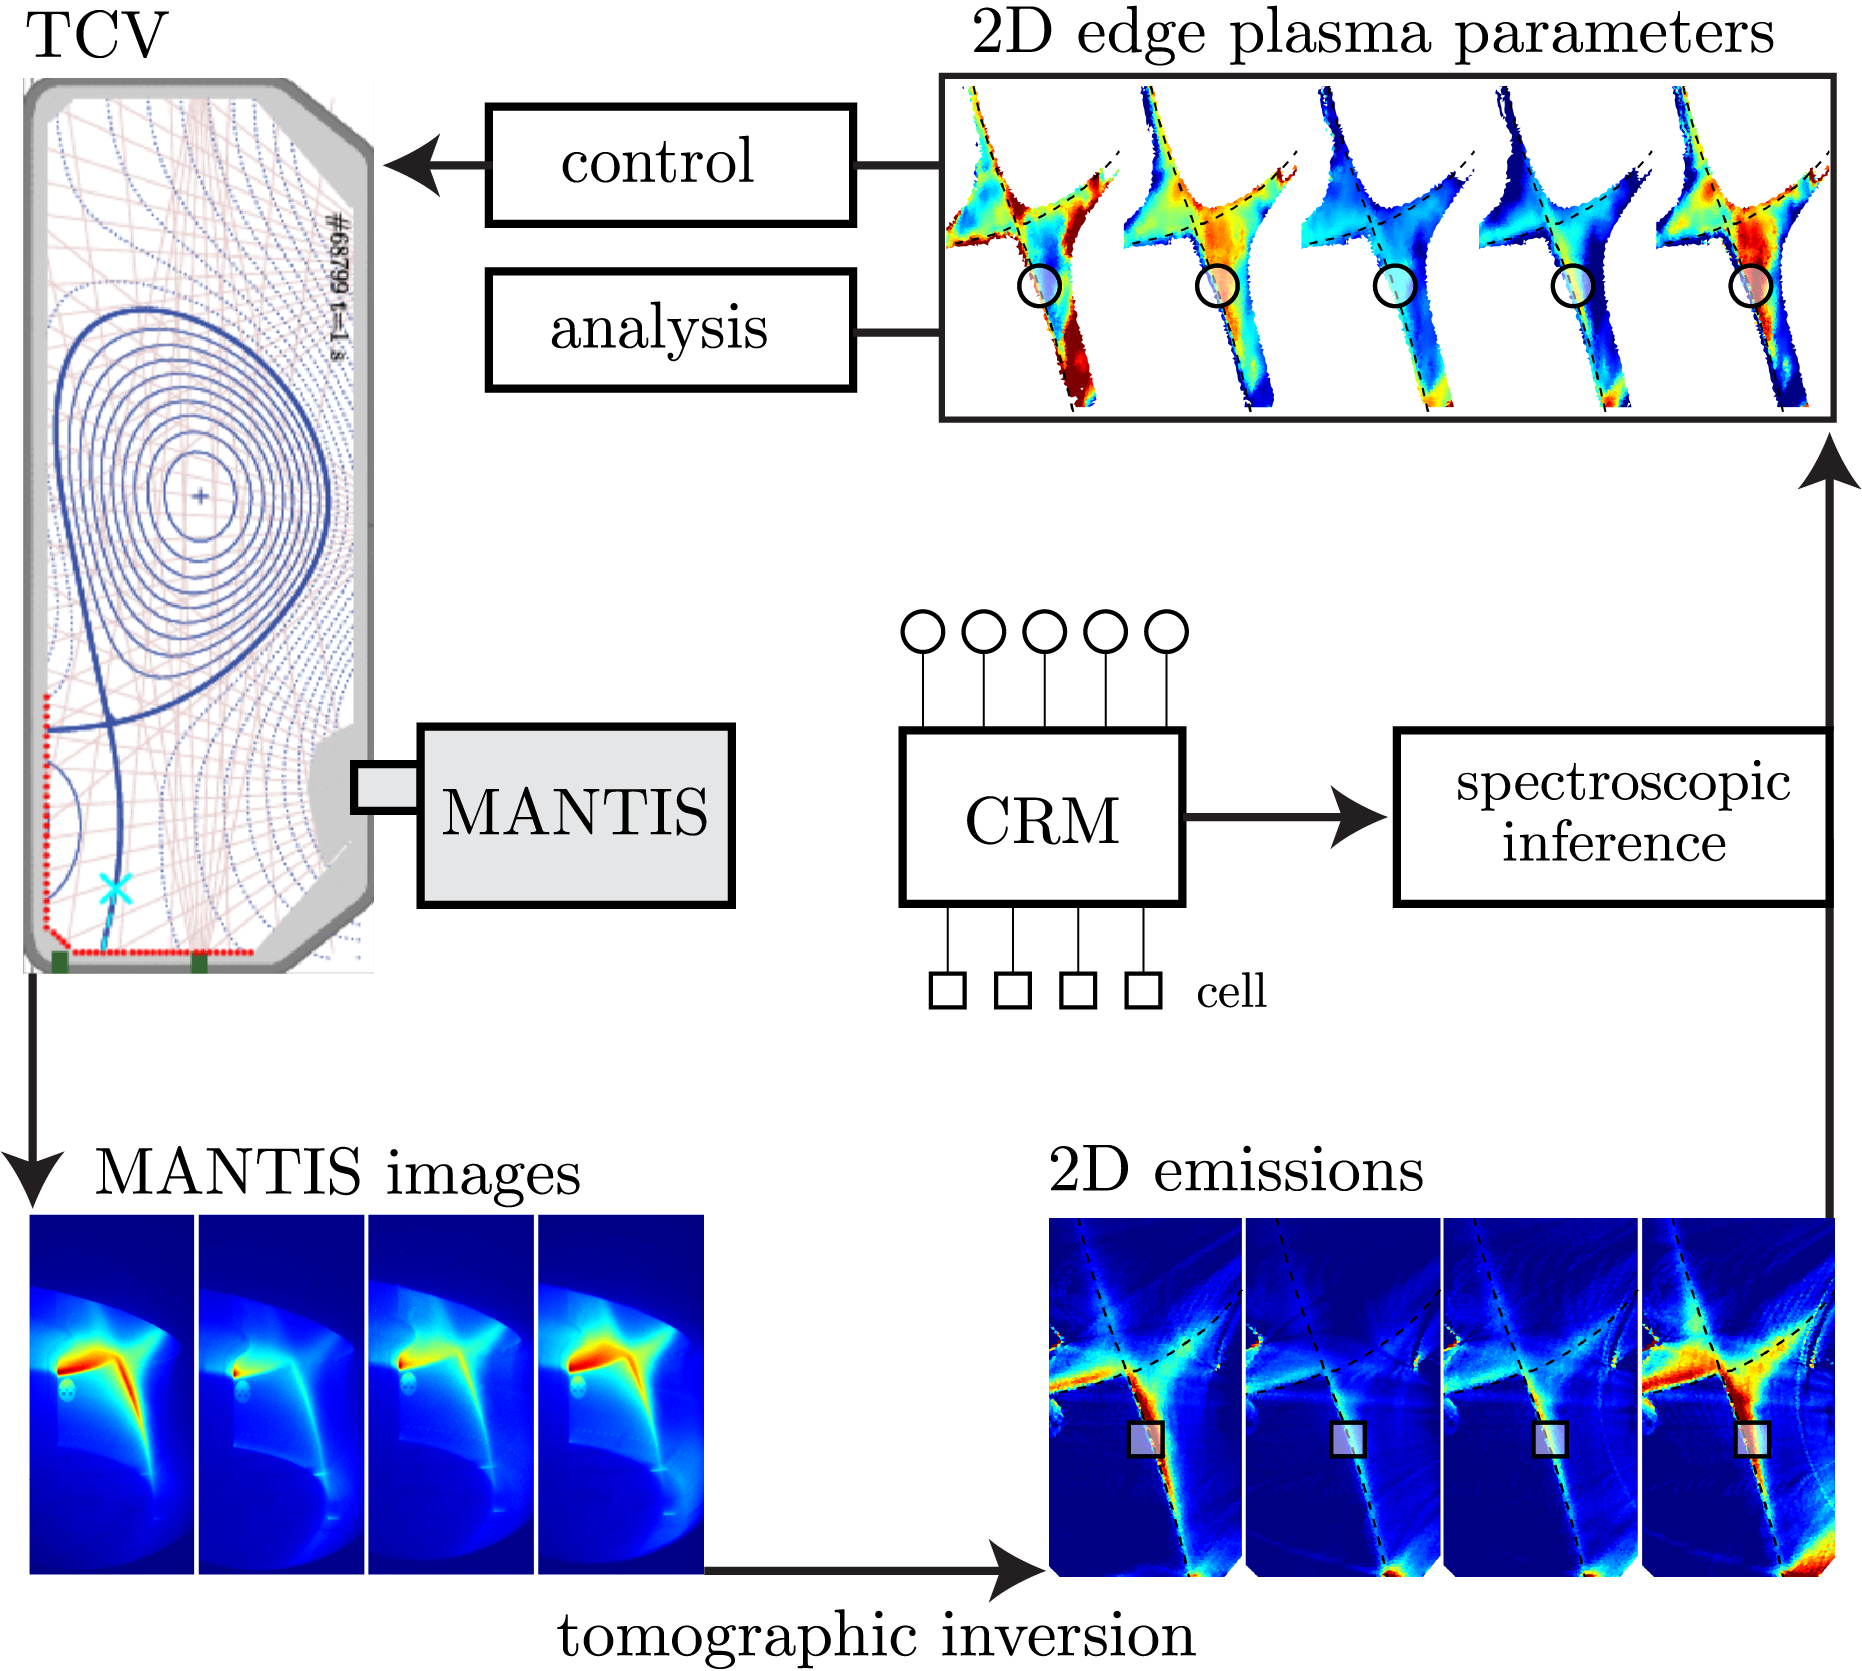 TCV
2D edge plasma parameters
control
analysis
#68799 t=1 s
MANTIS
CRM
spectroscopic
inference
cell
MANTIS images
2D emissions
tomographic inversion